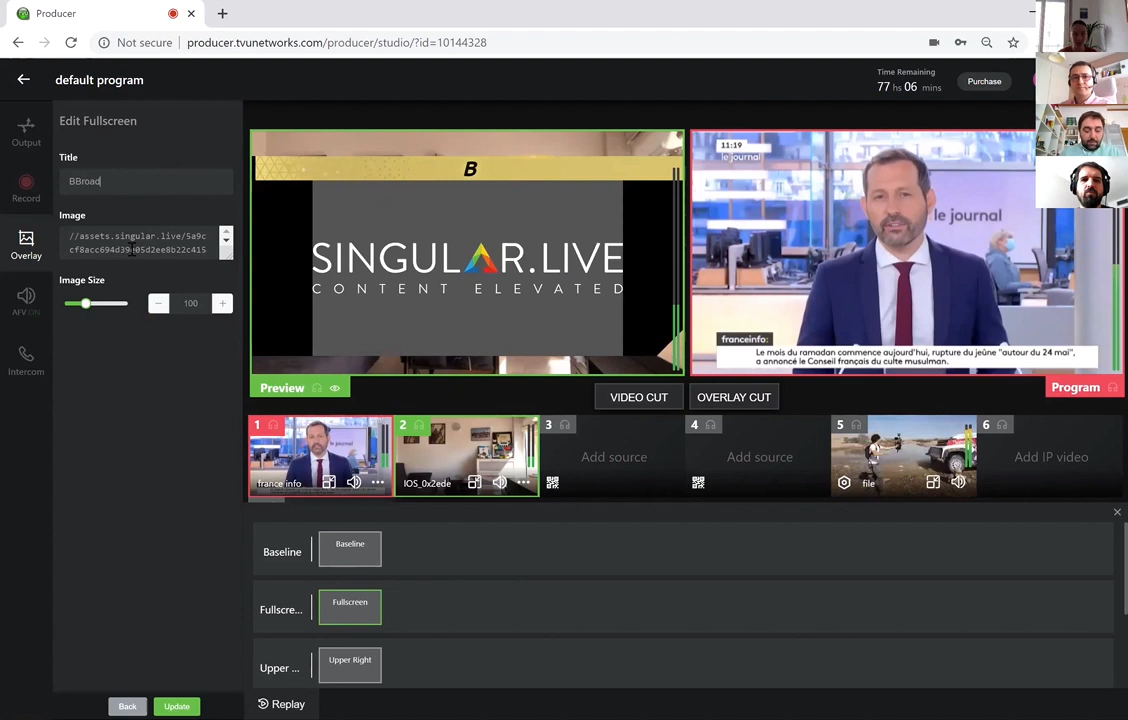 Producer
Not secure
producer.tvunetworks.com/producer/studio/?id=10144328
default program
Time Remaining
77 hs 06 mins
Purchase
Output
Record
Overlay
AFV:ON
Intercom
Edit Fullscreen
Title
BBroad
Image
//assets.singular.live/5a9c
Image Size
100
Back
Update
B
SINGULAR.LIVE
CONTENT ELEVATED
Preview
11:19
le journal
le journal
franceinfo:
Le mois du ramadan commence aujourd'hui, rupture du jeûne "autour du 24 mai",
a annoncé le Conseil français du culte musulman.
Program
VIDEO CUT
OVERLAY CUT
1
le journal
france info
2
IOS_0x2ede
3
Add source
4
Add source
5
file
6
Add IP video
Baseline
Baseline
Fullscre...
Fullscreen
Upper ...
Upper Right
Replay